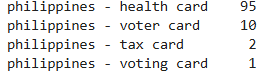 philippines - health card 95
philippines - voter card 10
philippines - tax card 2
philippines - voting card 1